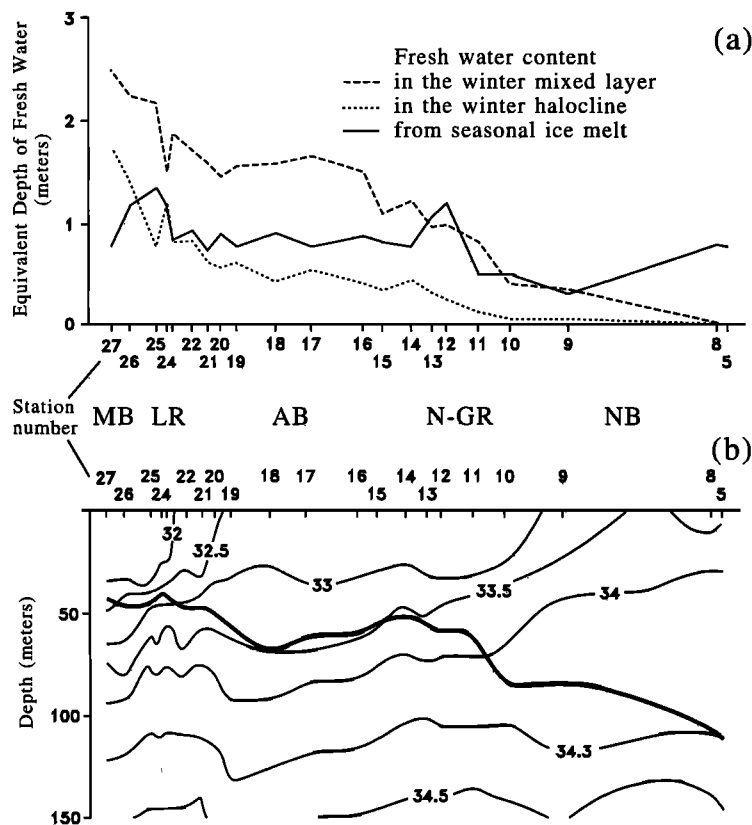 3
(a)
Equivalent Depth of Fresh Water
(meters)
Fresh water content
in the winter mixed layer
in the winter halocline
from seasonal ice melt
2
1
0
27 25 22 20 18 17 16 14 12 10 8
26 24 21 19 15 13 11 9 5
Station
number
MB LR AB N-GR NB
(b)
27 25 24 22 20 18 17 16 14 12 11 10 9 8
26 24 21 19 15 13 5
32
32.5
33
33.5
34
50
Depth (meters)
100
34.3
34.5
150